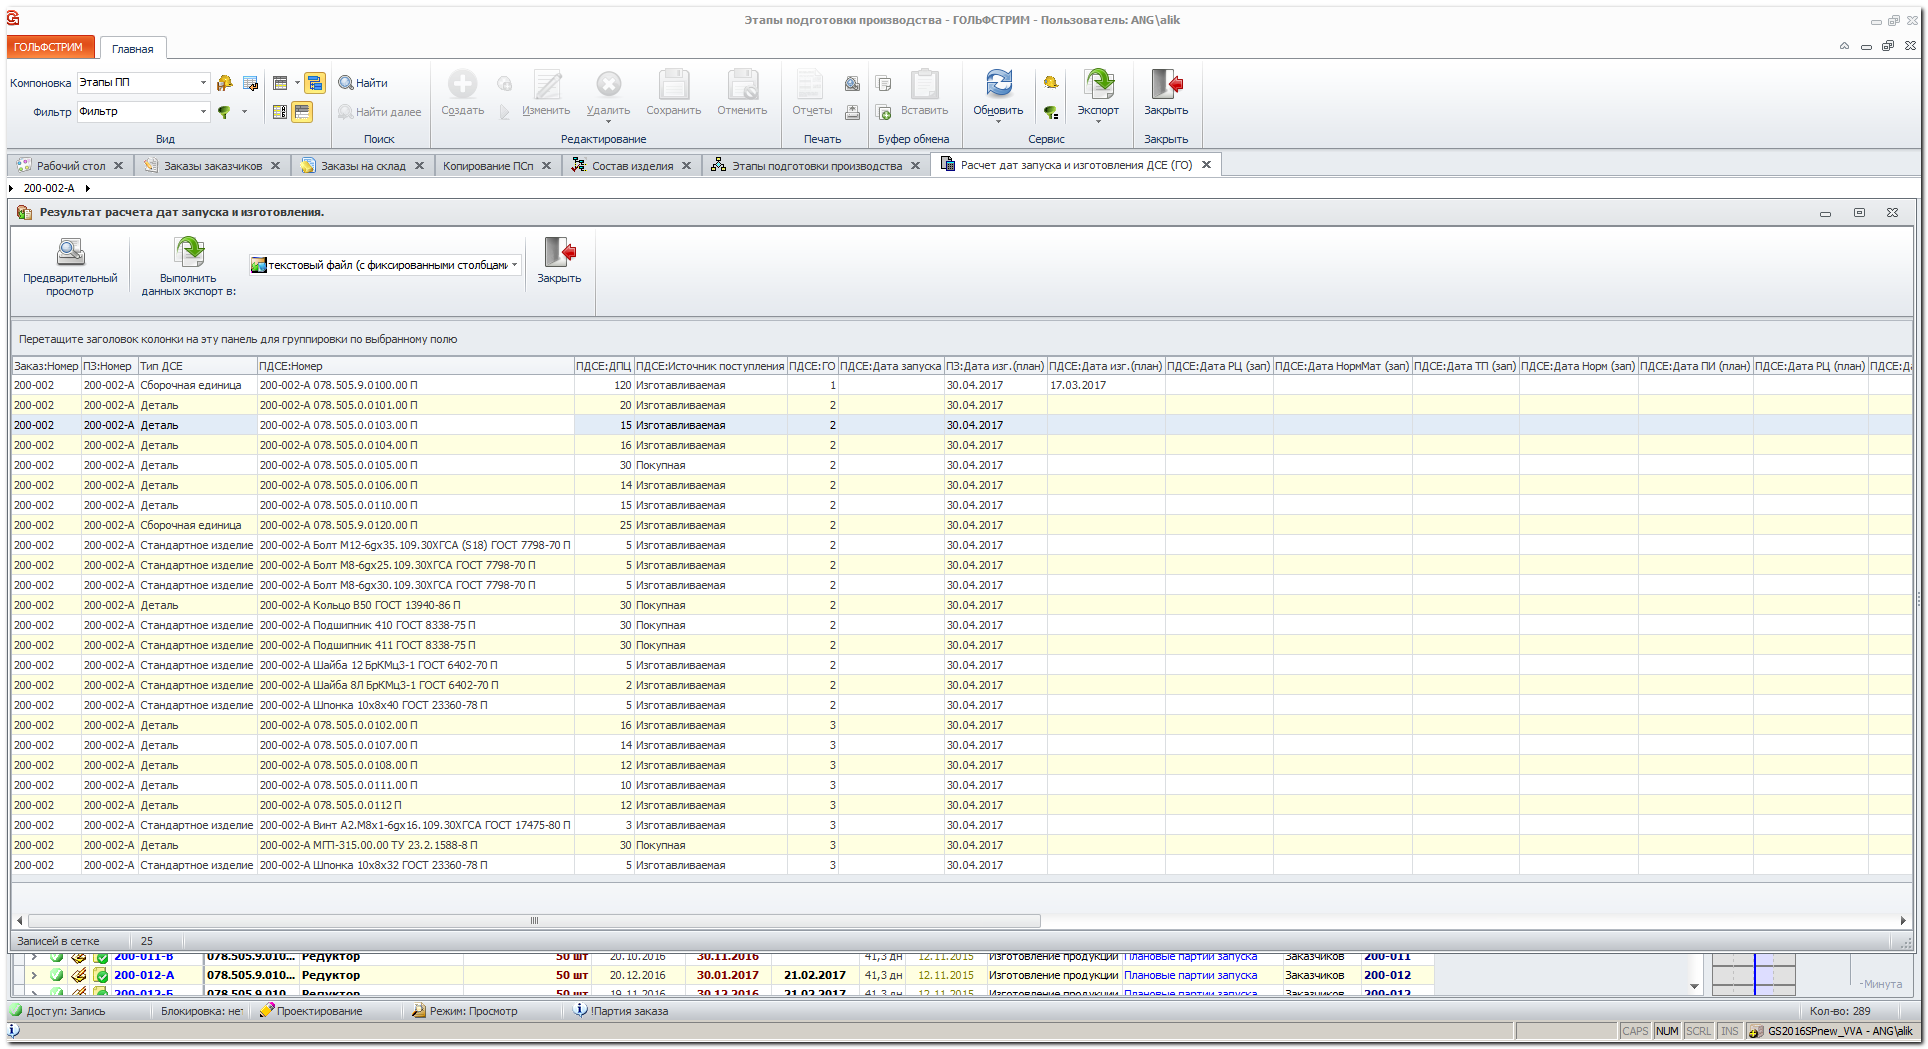 Этапы подготовки производства - ГОЛЬФСТРИМ - Пользователь: ANG\alik
ГОЛЬФСТРИМ Главная
Компоновка Этапы ПП Найти Создать Изменить Удалить Сохранить Отменить Отчеты Вставить Обновить Экспорт Закрыть
Фильтр Фильтр Найти далее
Вид Поиск Редактирование Печать Буфер обмена Сервис Закрыть
Рабочий стол Заказы заказчиков Заказы на склад Копирование ПСп Состав изделия Этапы подготовки производства Расчет дат запуска и изготовления ДСЕ (ГО)
200-002-А
Результат расчета дат запуска и изготовления.
Предварительный просмотр
Выполнить данных экспорт в:
текстовый файл (с фиксированными столбцами
Закрыть
Перетащите заголовок колонки на эту панель для группировки по выбранному полю
Заказ:Номер ПЗ:Номер Тип ДСЕ ПДСЕ:Номер ПДСЕ:ДПЦ ПДСЕ:Источник поступления ПДСЕ:ГО ПДСЕ:Дата запуска ПЗ:Дата изг.(план) ПДСЕ:Дата изг.(план) ПДСЕ:Дата РЦ (зап) ПДСЕ:Дата НормМат (зап) ПДСЕ:Дата ТП (зап) ПДСЕ:Дата Норм (зап) ПДСЕ:Дата ПИ (план) ПДСЕ:Дата РЦ (план)
200-002 200-002-А Сборочная единица 200-002-А 078.505.9.0100.00 П 120 Изготавливаемая 1 30.04.2017 17.03.2017
200-002 200-002-А Деталь 200-002-А 078.505.0.0101.00 П 20 Изготавливаемая 2 30.04.2017
200-002 200-002-А Деталь 200-002-А 078.505.0.0103.00 П 15 Изготавливаемая 2 30.04.2017
200-002 200-002-А Деталь 200-002-А 078.505.0.0104.00 П 16 Изготавливаемая 2 30.04.2017
200-002 200-002-А Деталь 200-002-А 078.505.0.0105.00 П 30 Покупная 2 30.04.2017
200-002 200-002-А Деталь 200-002-А 078.505.0.0106.00 П 14 Изготавливаемая 2 30.04.2017
200-002 200-002-А Деталь 200-002-А 078.505.0.0110.00 П 15 Изготавливаемая 2 30.04.2017
200-002 200-002-А Сборочная единица 200-002-А 078.505.9.0120.00 П 25 Изготавливаемая 2 30.04.2017
200-002 200-002-А Стандартное изделие 200-002-А Болт М12-6gx35.109.30ХГСА (S18) ГОСТ 7798-70 П 5 Изготавливаемая 2 30.04.2017
200-002 200-002-А Стандартное изделие 200-002-А Болт М8-6gx25.109.30ХГСА ГОСТ 7798-70 П 5 Изготавливаемая 2 30.04.2017
200-002 200-002-А Стандартное изделие 200-002-А Болт М8-6gx30.109.30ХГСА ГОСТ 7798-70 П 5 Изготавливаемая 2 30.04.2017
200-002 200-002-А Деталь 200-002-А Кольцо В50 ГОСТ 13940-86 П 30 Покупная 2 30.04.2017
200-002 200-002-А Стандартное изделие 200-002-А Подшипник 410 ГОСТ 8338-75 П 30 Покупная 2 30.04.2017
200-002 200-002-А Стандартное изделие 200-002-А Подшипник 411 ГОСТ 8338-75 П 30 Покупная 2 30.04.2017
200-002 200-002-А Стандартное изделие 200-002-А Шайба 12 БрКМц3-1 ГОСТ 6402-70 П 5 Изготавливаемая 2 30.04.2017
200-002 200-002-А Стандартное изделие 200-002-А Шайба 8Л БрКМц3-1 ГОСТ 6402-70 П 2 Изготавливаемая 2 30.04.2017
200-002 200-002-А Стандартное изделие 200-002-А Шпонка 10х8х40 ГОСТ 23360-78 П 5 Изготавливаемая 2 30.04.2017
200-002 200-002-А Деталь 200-002-А 078.505.0.0102.00 П 16 Изготавливаемая 3 30.04.2017
200-002 200-002-А Деталь 200-002-А 078.505.0.0107.00 П 14 Изготавливаемая 3 30.04.2017
200-002 200-002-А Деталь 200-002-А 078.505.0.0108.00 П 12 Изготавливаемая 3 30.04.2017
200-002 200-002-А Деталь 200-002-А 078.505.0.0111.00 П 10 Изготавливаемая 3 30.04.2017
200-002 200-002-А Деталь 200-002-А 078.505.0.0112 П 12 Изготавливаемая 3 30.04.2017
200-002 200-002-А Стандартное изделие 200-002-А Винт А2.М8х1-6gx16.109.30ХГСА ГОСТ 17475-80 П 3 Изготавливаемая 3 30.04.2017
200-002 200-002-А Деталь 200-002-А МГП-315.00.00 ТУ 23.2.1588-8 П 30 Покупная 3 30.04.2017
200-002 200-002-А Стандартное изделие 200-002-А Шпонка 10х8х32 ГОСТ 23360-78 П 5 Изготавливаемая 3 30.04.2017
Записей в сетке 25
200-011-В 078.505.9.010... Редуктор 50 шт 20.10.2016 30.11.2016 41,3 дн 12.11.2015 Изготовление продукции Плановые партии запуска Заказчиков 200-011
200-012-А 078.505.9.010... Редуктор 50 шт 20.12.2016 30.01.2017 21.02.2017 41,3 дн 12.11.2015 Изготовление продукции Плановые партии запуска Заказчиков 200-012
200-012-Б 078.505.9.010... Редуктор 50 шт 19.11.2016 30.12.2016 21.02.2017 41,3 дн 12.11.2015 Изготовление продукции Плановые партии запуска Заказчиков 200-012
-Минута
Доступ: Запись Блокировка: нет Проектирование Режим: Просмотр !Партия заказа Кол-во: 289
CAPS NUM SCRL INS GS2016SPnew_VVA - ANG\alik